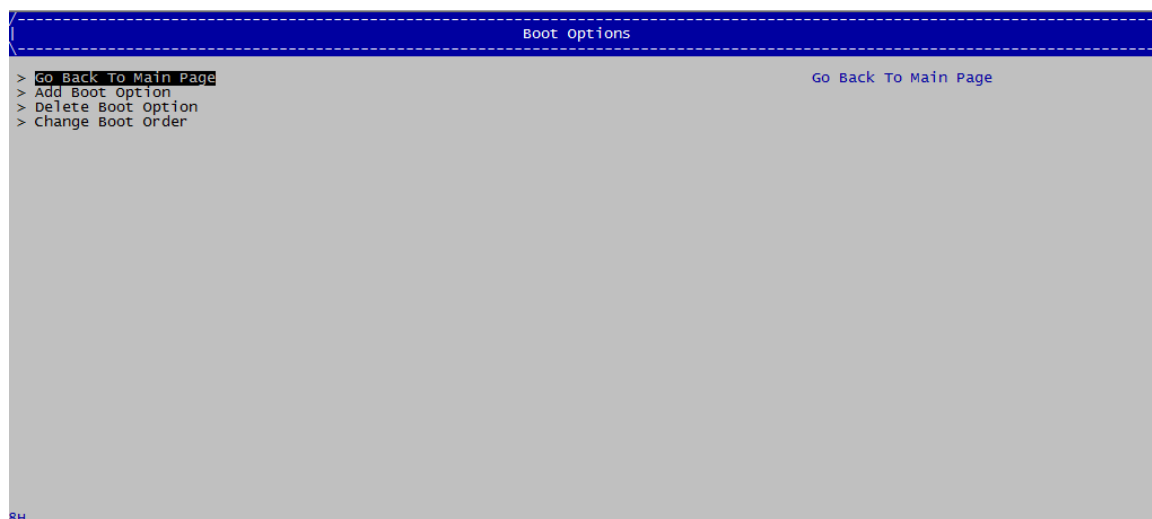 Boot Options
> Go Back To Main Page
Go Back To Main Page
> Add Boot Option
> Delete Boot Option
> Change Boot Order
8H